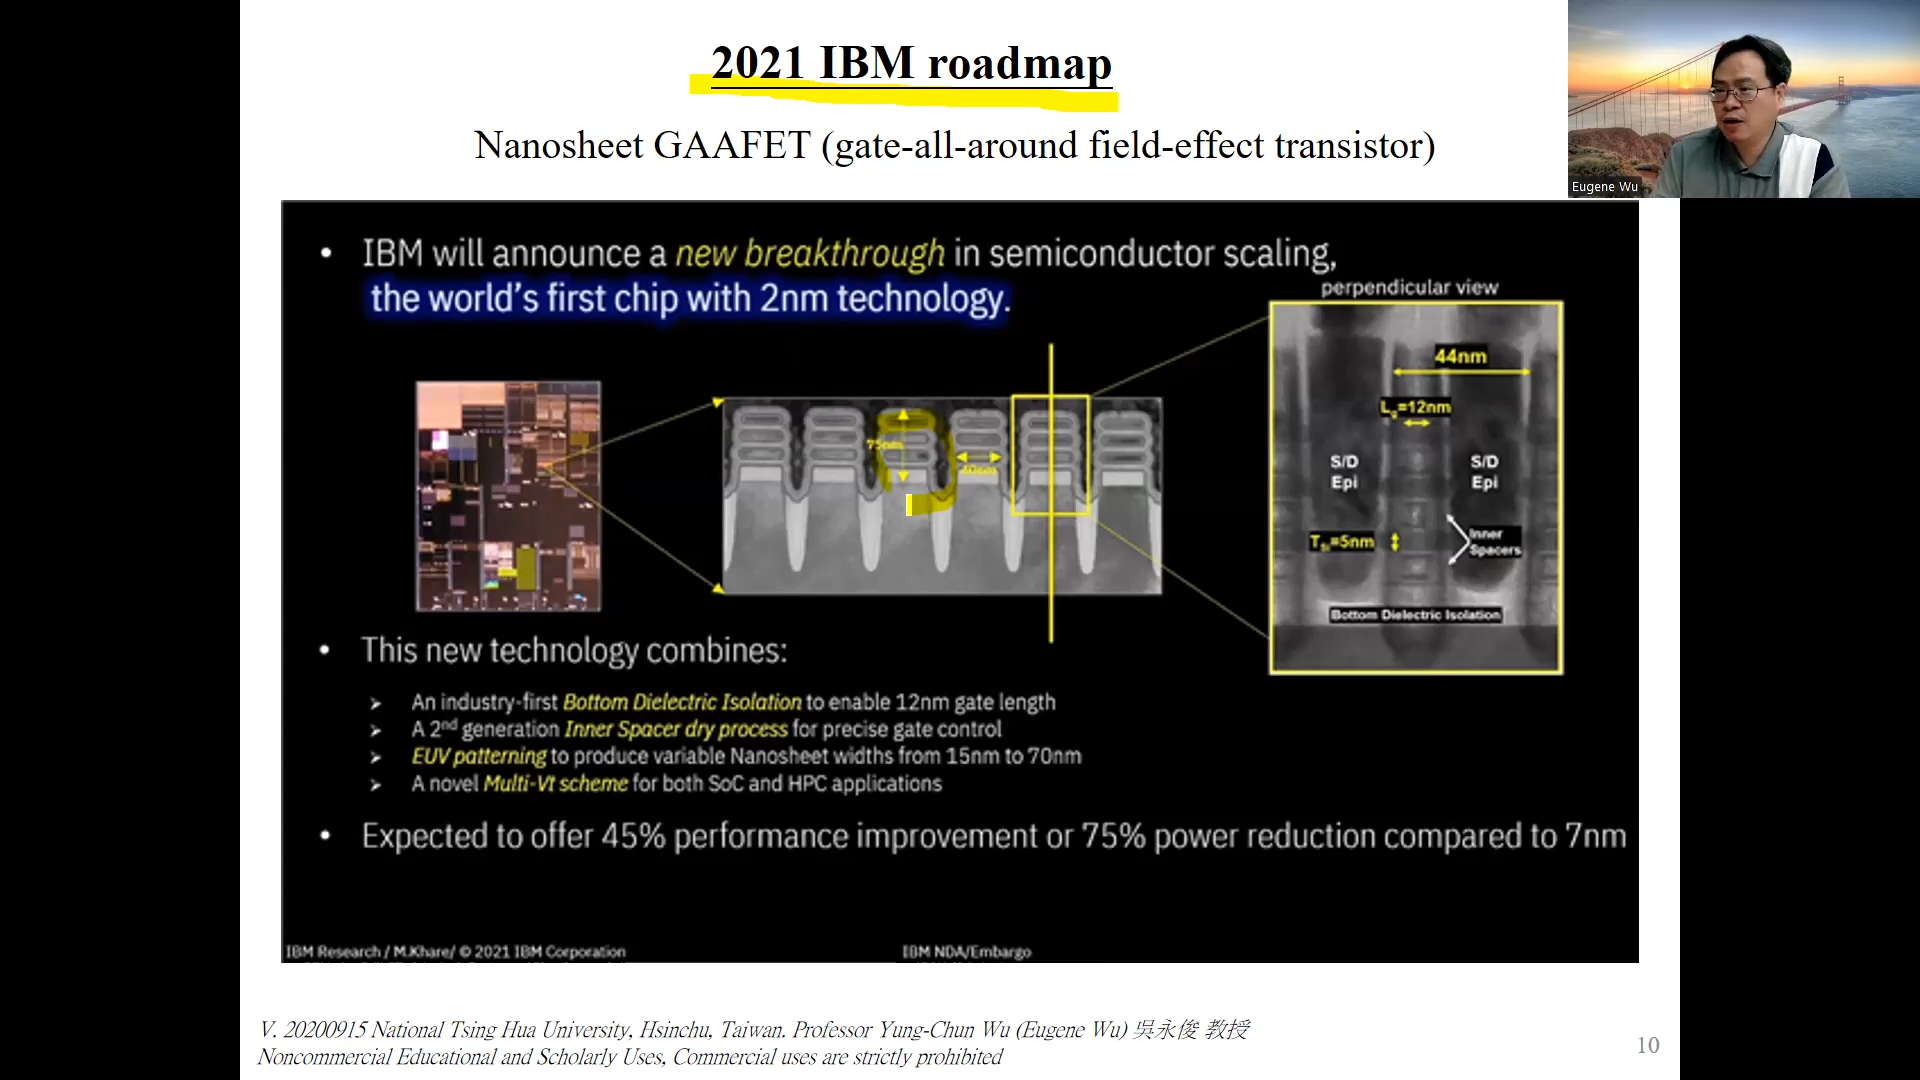 2021 IBM roadmap
Nanosheet GAAFET (gate-all-around field-effect transistor)
Eugene Wu
• IBM will announce a new breakthrough in semiconductor scaling,
the world's first chip with 2nm technology.
perpendicular view
44nm
Lg=12nm
75nm
40nm
S/D
Epi
S/D
Epi
TSi=5nm
Inner
Spacers
Bottom Dielectric Isolation
• This new technology combines:
➢ An industry-first Bottom Dielectric Isolation to enable 12nm gate length
➢ A 2nd generation Inner Spacer dry process for precise gate control
➢ EUV patterning to produce variable Nanosheet widths from 15nm to 70nm
➢ A novel Multi-Vt scheme for both SoC and HPC applications
• Expected to offer 45% performance improvement or 75% power reduction compared to 7nm
IBM Research / M.Khare/ © 2021 IBM Corporation
IBM NDA/Embargo
V. 20200915 National Tsing Hua University, Hsinchu, Taiwan. Professor Yung-Chun Wu (Eugene Wu) 吳永俊 教授
Noncommercial Educational and Scholarly Uses, Commercial uses are strictly prohibited
10